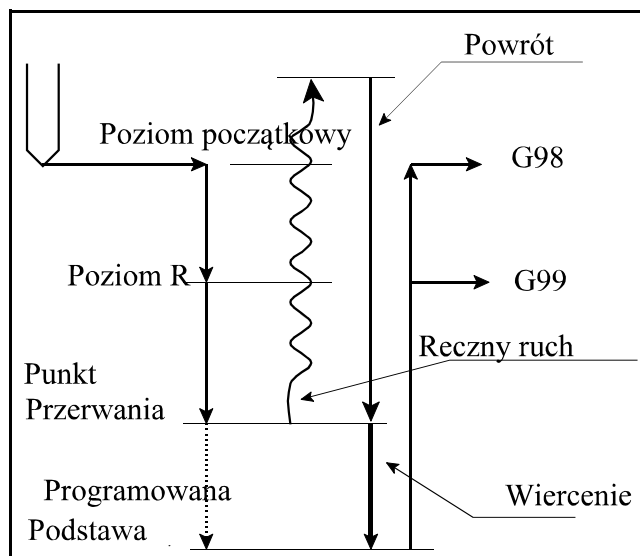 Powrót
Poziom początkowy
G98
Poziom R
G99
Reczny ruch
Punkt
Przerwania
Programowana
Wiercenie
Podstawa